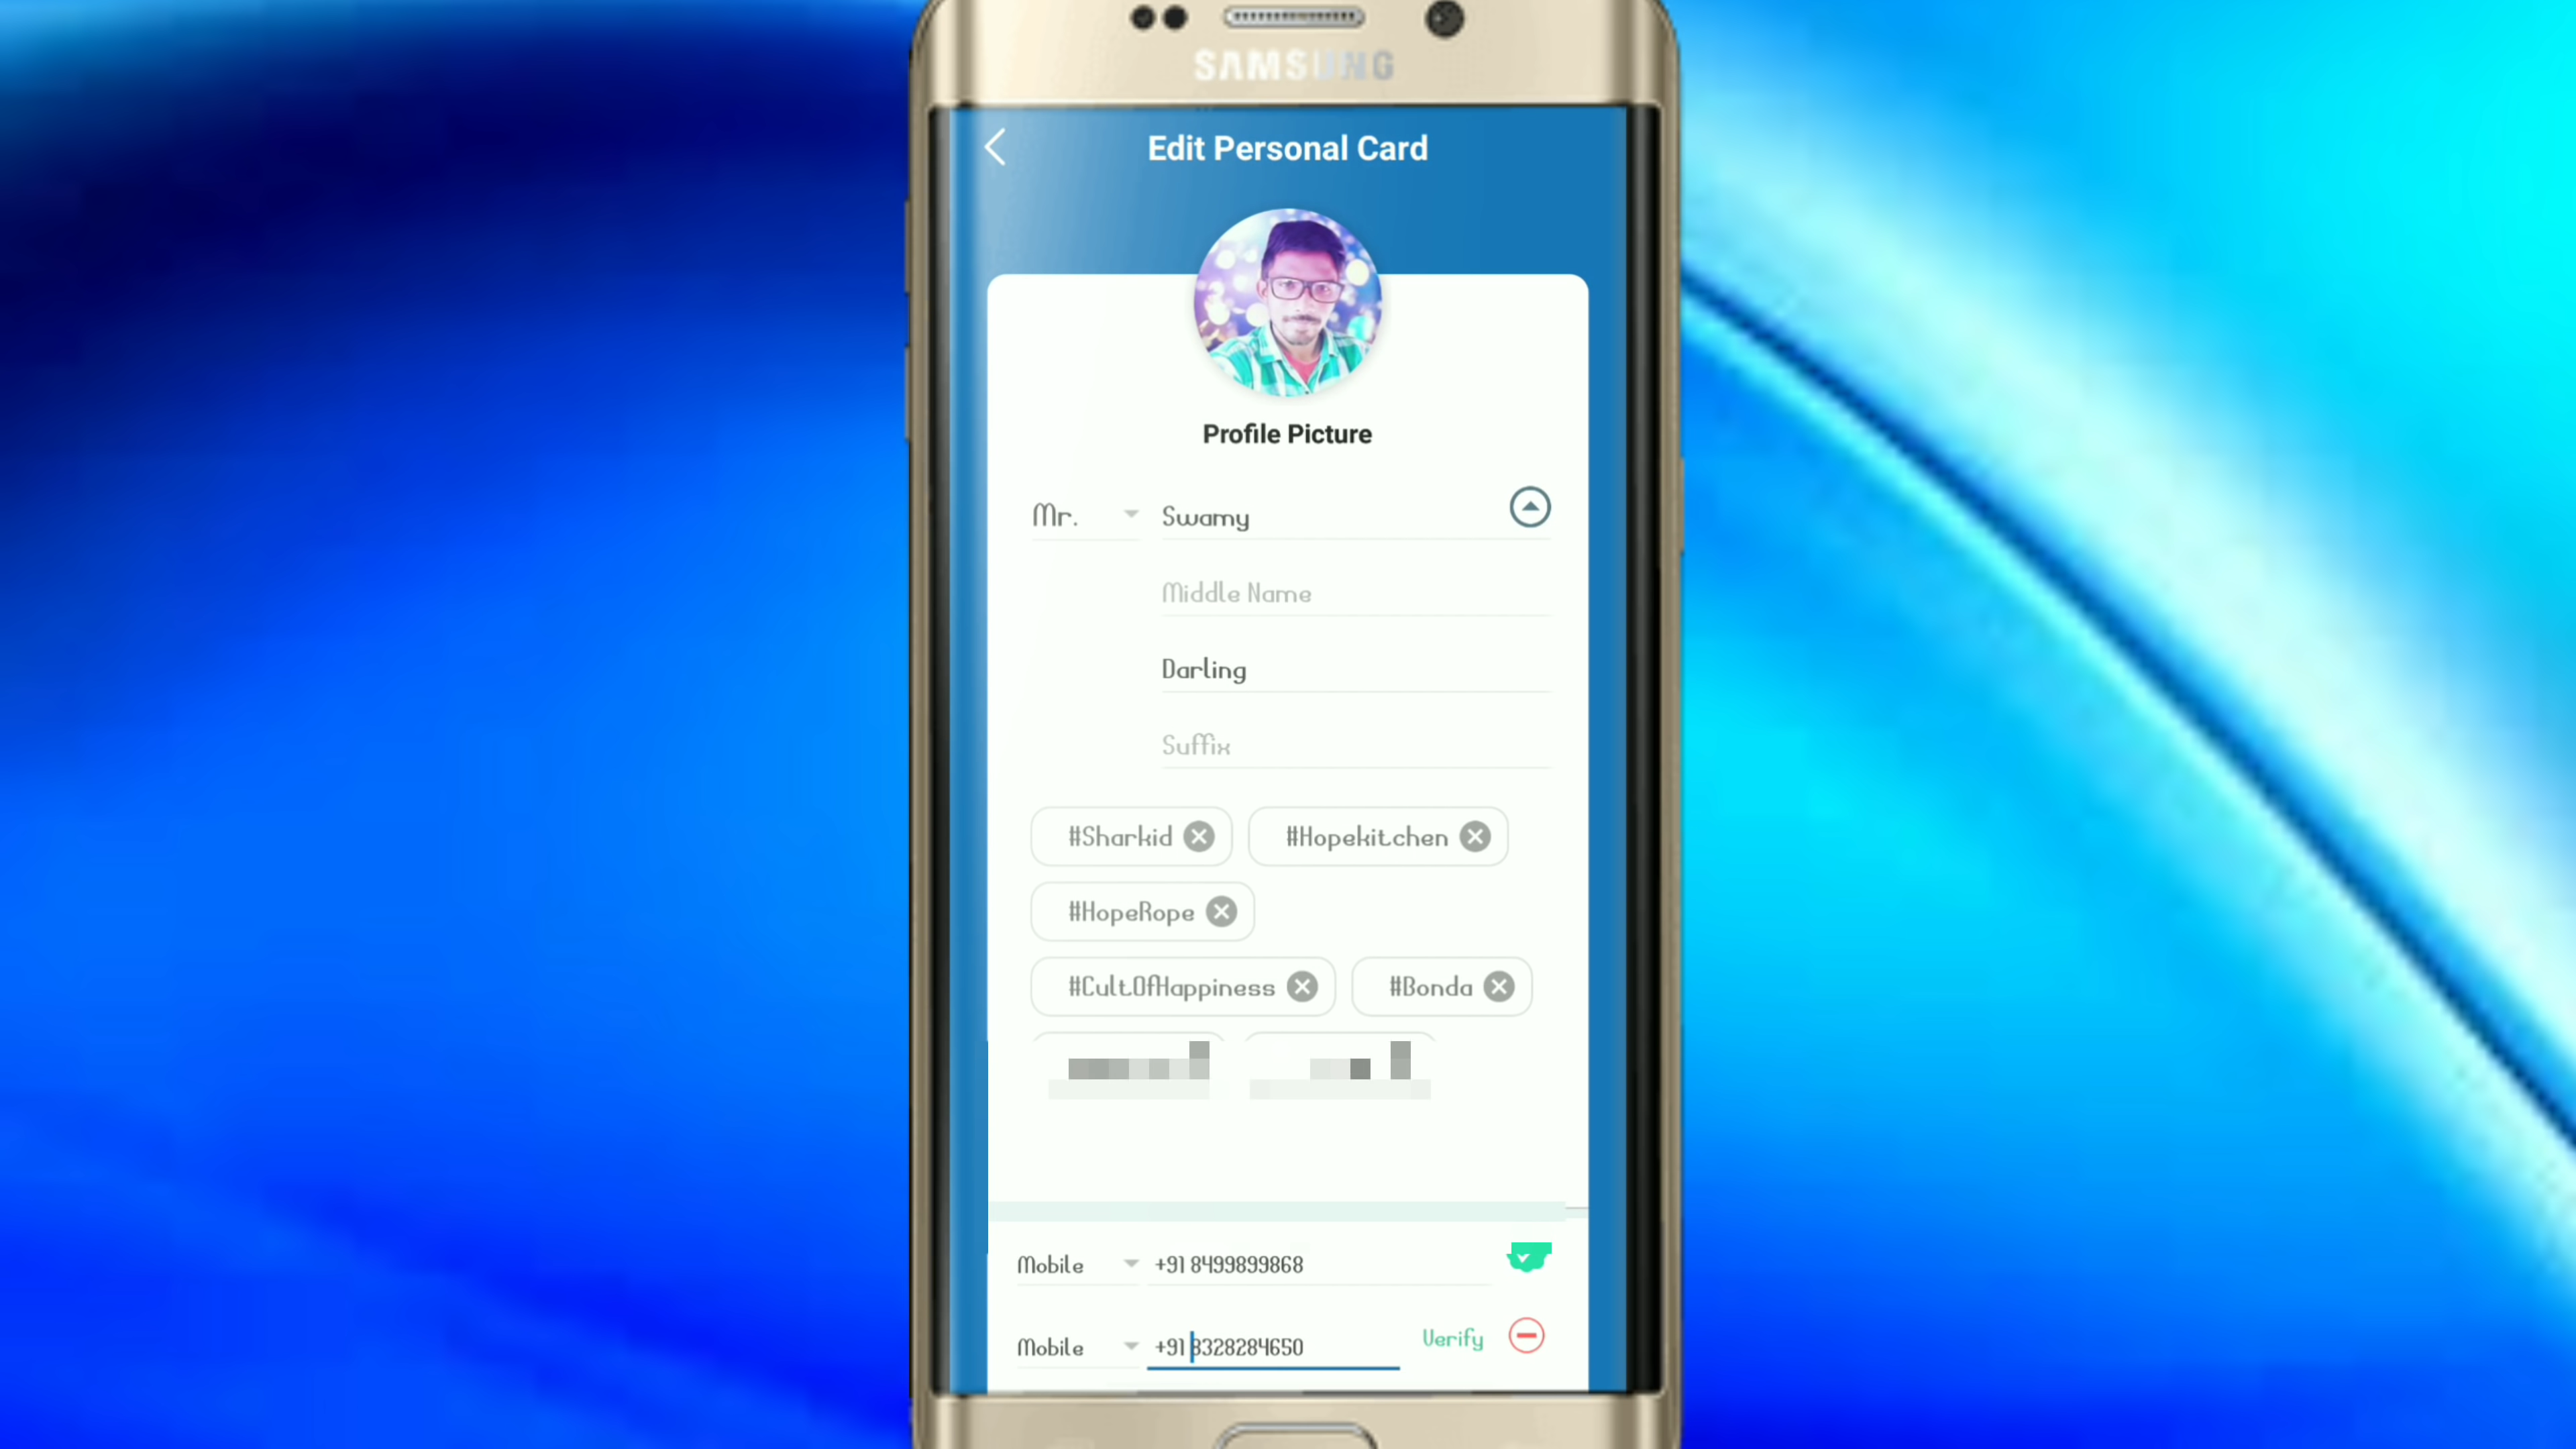 SAMSUNG
Edit Personal Card
Profile Picture
Mr. Swamy
Middle Name
Darling
Suffix
#Sharkid #Hopekitchen
#HopeRope
#CultOfHappiness #Bonda
Mobile +91 8499899868
Mobile +91 8328284650 Verify